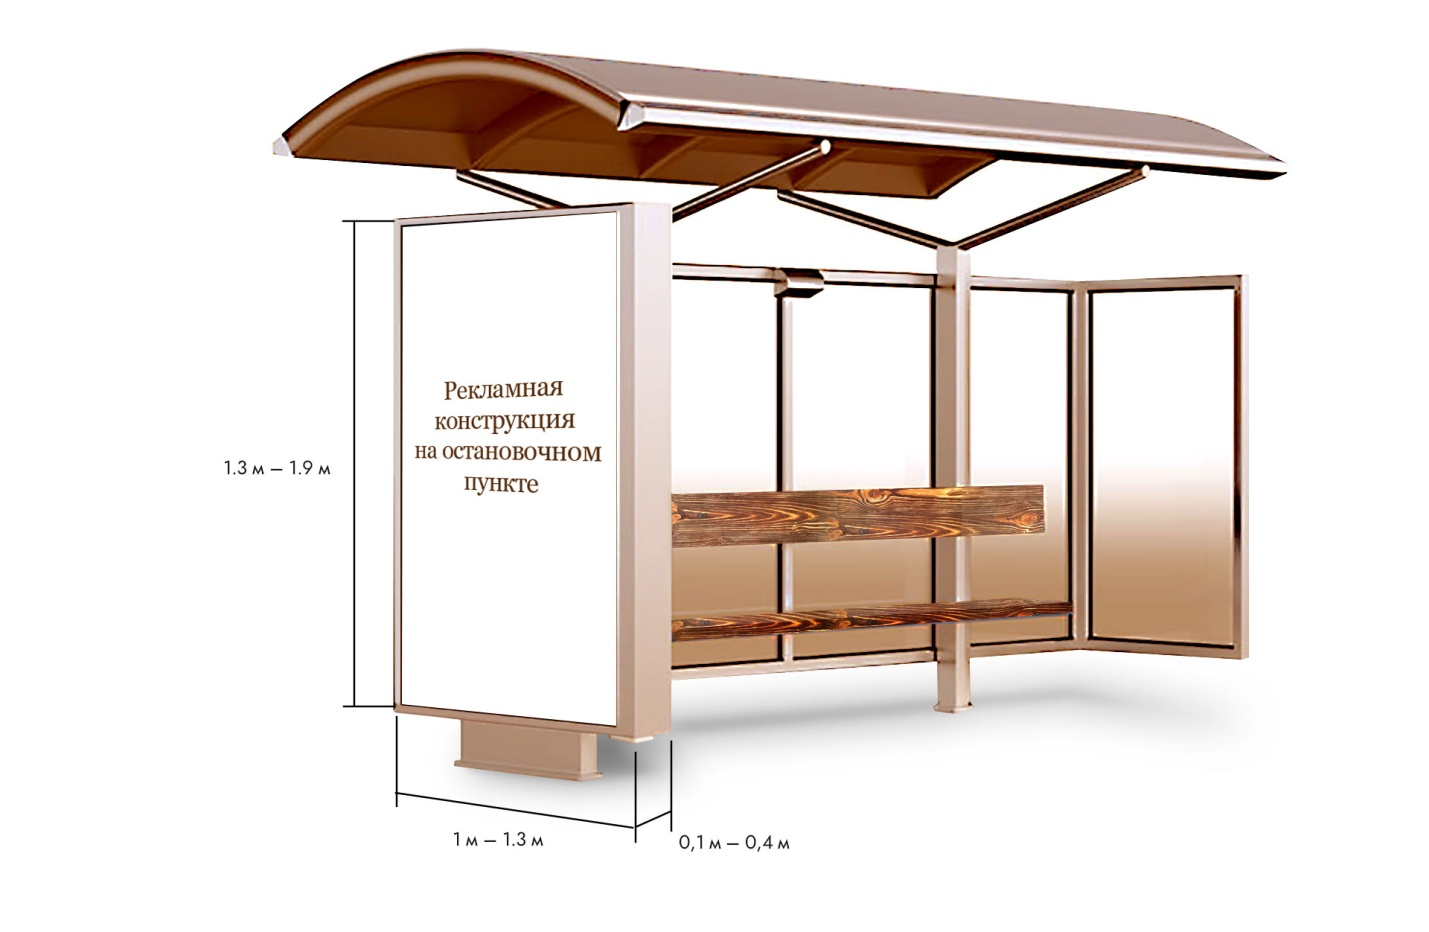 Рекламная
конструкция
на остановочном
пункте
1.3 м – 1.9 м
1 м – 1.3 м
0,1 м – 0,4 м